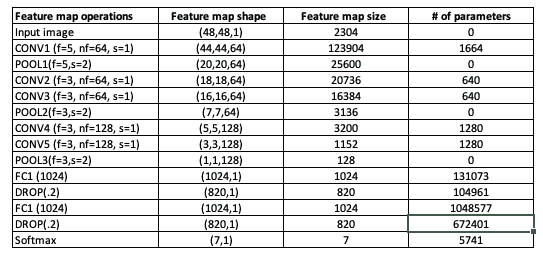 Feature map operations Feature map shape Feature map size # of parameters
Input image (48,48,1) 2304 0
CONV1 (f=5, nf=64, s=1) (44,44,64) 123904 1664
POOL1(f=5,s=2) (20,20,64) 25600 0
CONV2 (f=3, nf=64, s=1) (18,18,64) 20736 640
CONV3 (f=3, nf=64, s=1) (16,16,64) 16384 640
POOL2(f=3,s=2) (7,7,64) 3136 0
CONV4 (f=3, nf=128, s=1) (5,5,128) 3200 1280
CONV5 (f=3, nf=128, s=1) (3,3,128) 1152 1280
POOL3(f=3,s=2) (1,1,128) 128 0
FC1 (1024) (1024,1) 1024 131073
DROP(.2) (820,1) 820 104961
FC1 (1024) (1024,1) 1024 1048577
DROP(.2) (820,1) 820 672401
Softmax (7,1) 7 5741